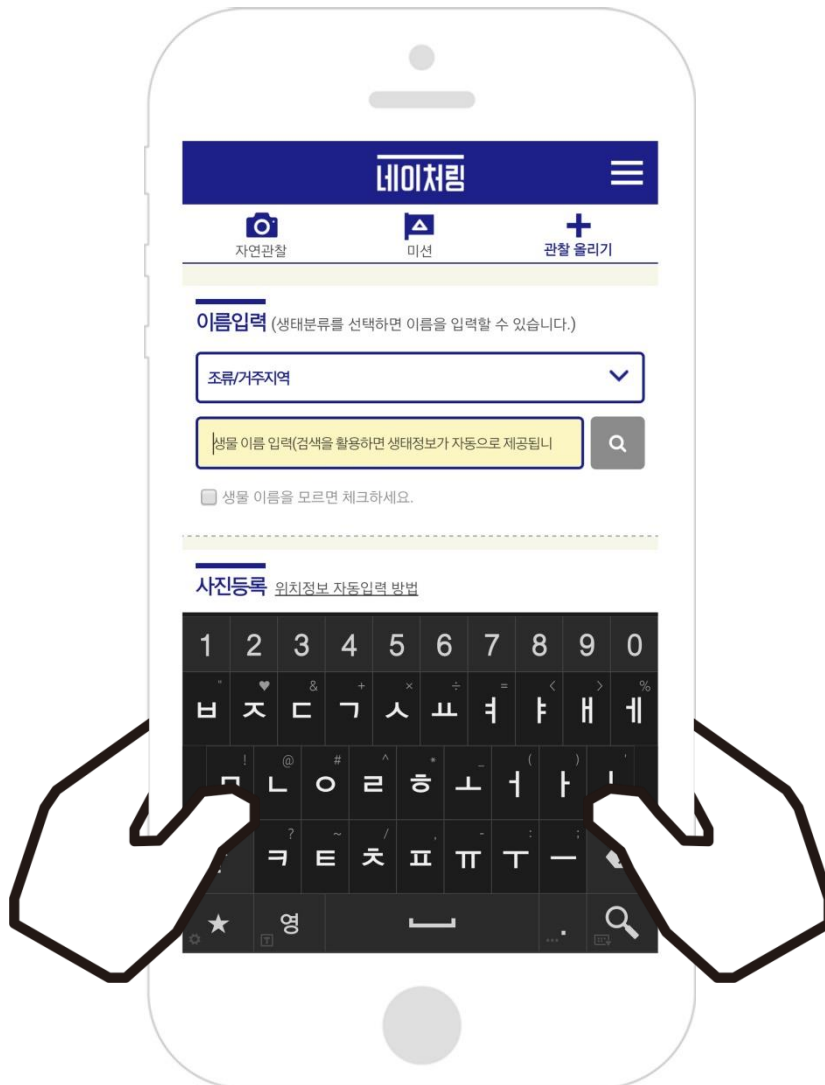 네이처링
자연관찰 미션 관찰 올리기
이름입력 (생태분류를 선택하면 이름을 입력할 수 있습니다.)
조류/거주지역
생물 이름 입력(검색을 활용하면 생태정보가 자동으로 제공됩니
생물 이름을 모르면 체크하세요.
사진등록 위치정보 자동입력 방법
1 2 3 4 5 6 7 8 9 0
" ♥ & + × ÷ = < > %
ㅂ ㅈ ㄷ ㄱ ㅅ ㅛ ㅕ ㅑ ㅐ ㅔ
! @ # ^ * _ ( ) '
ㄴ ㅇ ㄹ ㅎ ㅗ ㅓ ㅏ
? ~ / , - : ;
ㅋ ㅌ ㅊ ㅍ ㅠ ㅜ ㅡ
★ 영 .